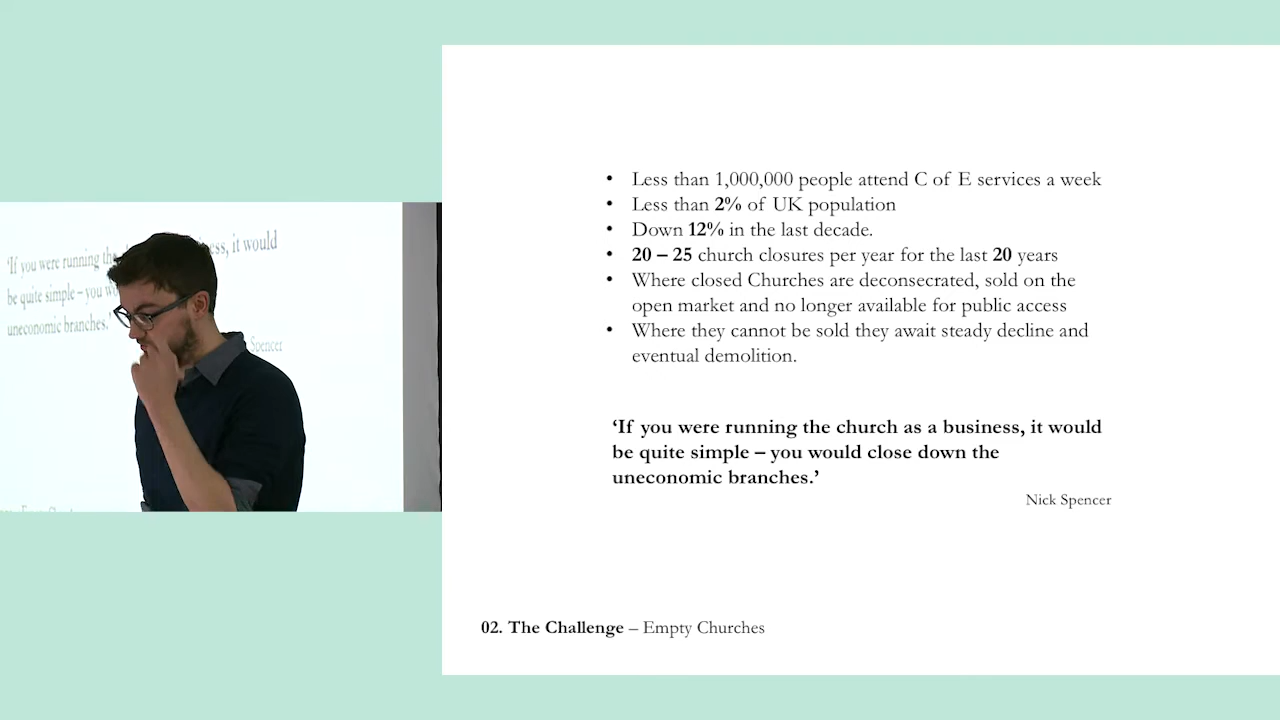 • Less than 1,000,000 people attend C of E services a week
• Less than 2% of UK population
• Down 12% in the last decade.
• 20 – 25 church closures per year for the last 20 years
• Where closed Churches are deconsecrated, sold on the
open market and no longer available for public access
• Where they cannot be sold they await steady decline and
eventual demolition.
‘If you were running the church as a business, it would
be quite simple – you would close down the
uneconomic branches.’
Nick Spencer
02. The Challenge – Empty Churches
‘If you were running the
it would
be quite simple – you
uneconomic branches.’
Spencer